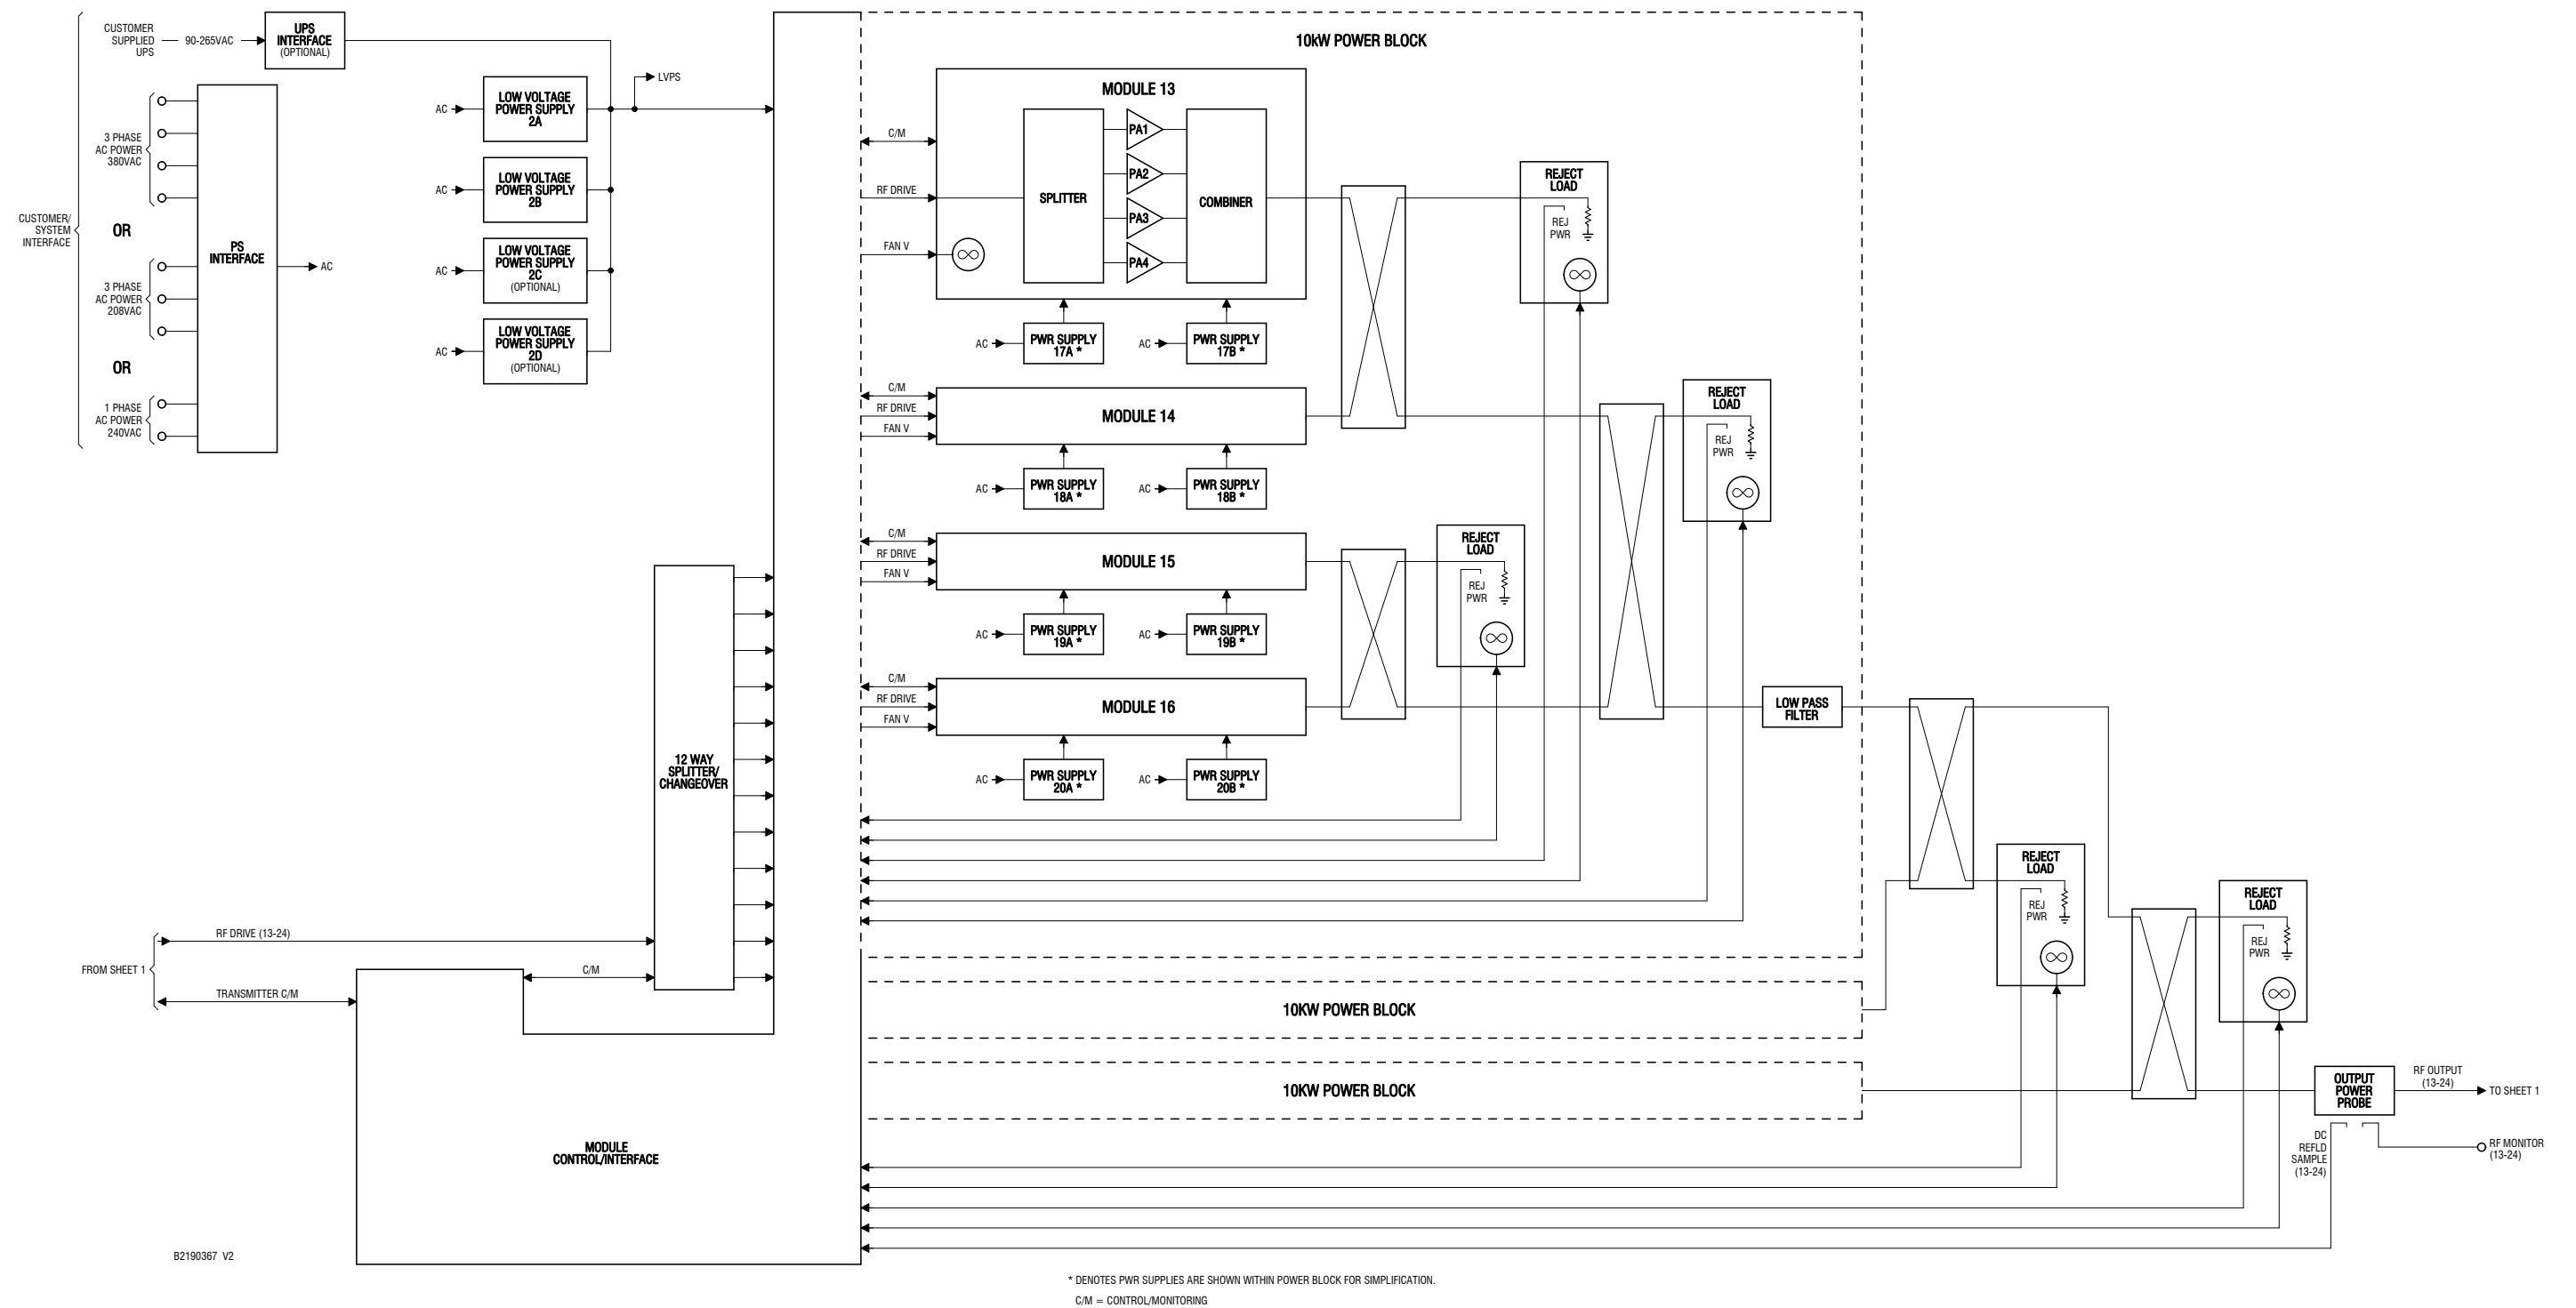 CUSTOMER
SUPPLIED
UPS
90-265VAC
UPS
INTERFACE
(OPTIONAL)
3 PHASE
AC POWER
380VAC
OR
CUSTOMER/
SYSTEM
INTERFACE
3 PHASE
AC POWER
208VAC
OR
1 PHASE
AC POWER
240VAC
PS
INTERFACE
AC
AC
LOW VOLTAGE
POWER SUPPLY
2A
LVPS
AC
LOW VOLTAGE
POWER SUPPLY
2B
AC
LOW VOLTAGE
POWER SUPPLY
2C
(OPTIONAL)
AC
LOW VOLTAGE
POWER SUPPLY
2D
(OPTIONAL)
12 WAY
SPLITTER/
CHANGEOVER
FROM SHEET 1
RF DRIVE (13-24)
TRANSMITTER C/M
C/M
MODULE
CONTROL/INTERFACE
10kW POWER BLOCK
C/M
RF DRIVE
FAN V
MODULE 13
SPLITTER
PA1
PA2
PA3
PA4
COMBINER
AC
PWR SUPPLY
17A *
AC
PWR SUPPLY
17B *
REJECT
LOAD
REJ
PWR
C/M
RF DRIVE
FAN V
MODULE 14
AC
PWR SUPPLY
18A *
AC
PWR SUPPLY
18B *
REJECT
LOAD
REJ
PWR
C/M
RF DRIVE
FAN V
MODULE 15
AC
PWR SUPPLY
19A *
AC
PWR SUPPLY
19B *
REJECT
LOAD
REJ
PWR
C/M
RF DRIVE
FAN V
MODULE 16
AC
PWR SUPPLY
20A *
AC
PWR SUPPLY
20B *
LOW PASS
FILTER
REJECT
LOAD
REJ
PWR
REJECT
LOAD
REJ
PWR
10KW POWER BLOCK
10KW POWER BLOCK
OUTPUT
POWER
PROBE
RF OUTPUT
(13-24)
TO SHEET 1
DC
REFLD
SAMPLE
(13-24)
RF MONITOR
(13-24)
B2190367 V2
* DENOTES PWR SUPPLIES ARE SHOWN WITHIN POWER BLOCK FOR SIMPLIFICATION.
C/M = CONTROL/MONITORING